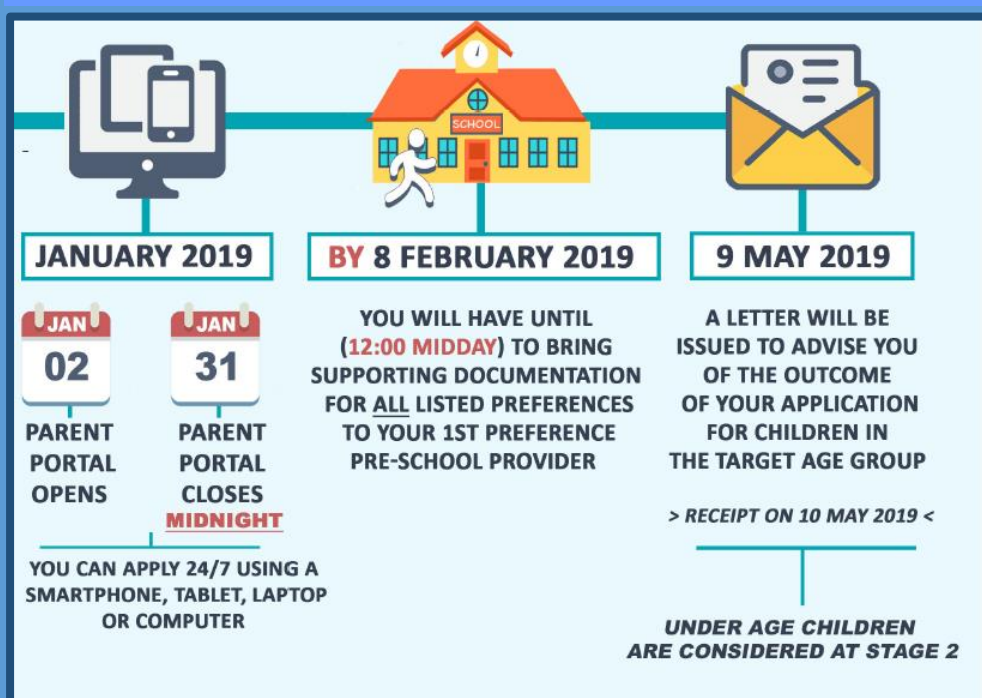 SCHOOL
JANUARY 2019
JAN
02
PARENT
PORTAL
OPENS
JAN
31
PARENT
PORTAL
CLOSES
MIDNIGHT
YOU CAN APPLY 24/7 USING A
SMARTPHONE, TABLET, LAPTOP
OR COMPUTER
BY 8 FEBRUARY 2019
YOU WILL HAVE UNTIL
(12:00 MIDDAY) TO BRING
SUPPORTING DOCUMENTATION
FOR ALL LISTED PREFERENCES
TO YOUR 1ST PREFERENCE
PRE-SCHOOL PROVIDER
9 MAY 2019
A LETTER WILL BE
ISSUED TO ADVISE YOU
OF THE OUTCOME
OF YOUR APPLICATION
FOR CHILDREN IN
THE TARGET AGE GROUP
> RECEIPT ON 10 MAY 2019 <
UNDER AGE CHILDREN
ARE CONSIDERED AT STAGE 2